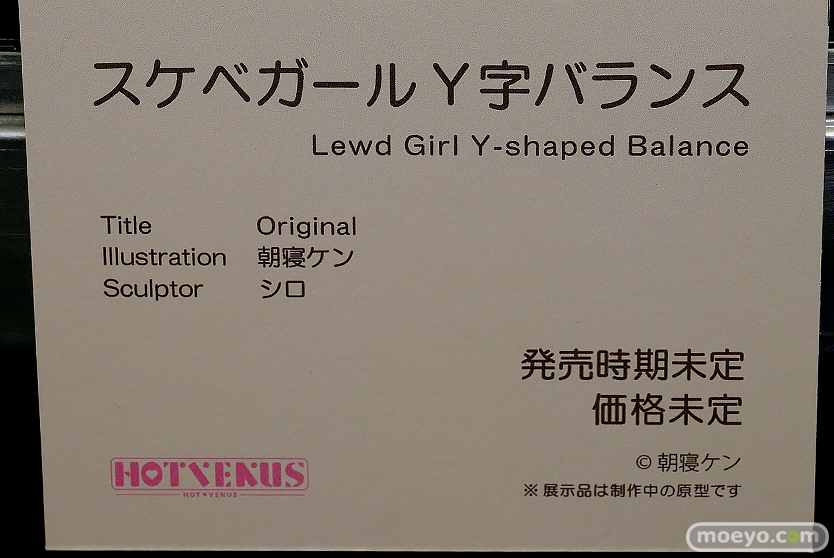 スケベガール Y字バランス
Lewd Girl Y-shaped Balance
Title Original
Illustration 朝寝ケン
Sculptor シロ
発売時期未定
価格未定
©朝寝ケン
※展示品は制作中の原型です
HOTVENUS
HOT♥VENUS
moeyo.com